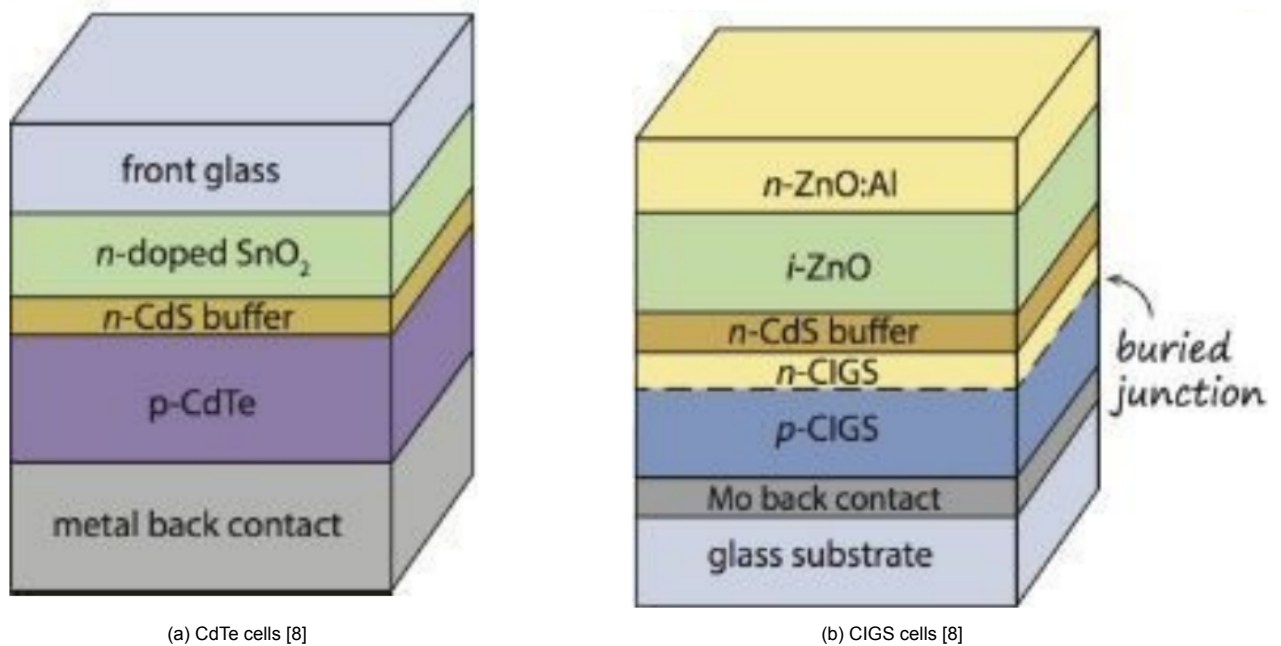 front glass
n-doped SnO₂
n-CdS buffer
p-CdTe
metal back contact
(a) CdTe cells [8]
n-ZnO:Al
i-ZnO
n-CdS buffer
n-CIGS
p-CIGS
Mo back contact
glass substrate
buried
junction
(b) CIGS cells [8]